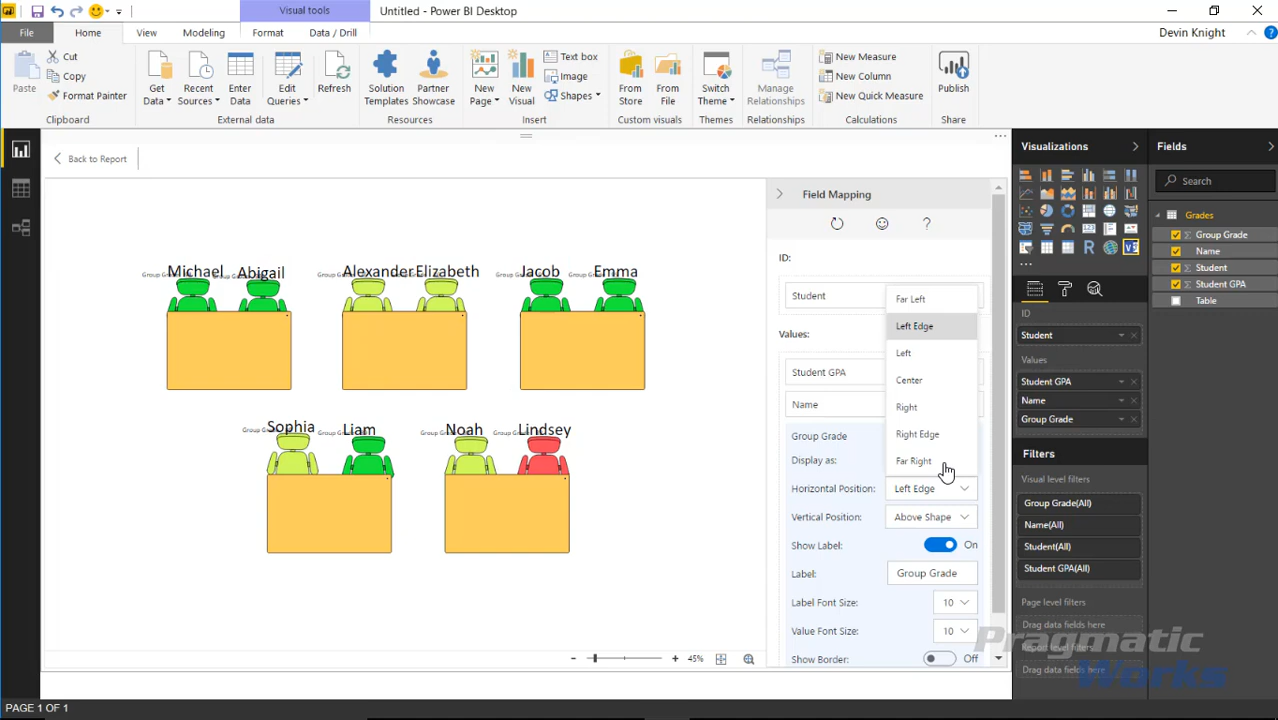 Visual tools
Untitled - Power BI Desktop
File
Home
View
Modeling
Format
Data / Drill
Devin Knight
Paste
Cut
Copy
Format Painter
Clipboard
Get Data
Recent Sources
Enter Data
Edit Queries
Refresh
External data
Solution Templates
Partner Showcase
Resources
New Page
New Visual
Text box
Image
Shapes
Insert
From Store
From File
Custom visuals
Switch Theme
Themes
Manage Relationships
Relationships
New Measure
New Column
New Quick Measure
Calculations
Publish
Share
Back to Report
Michael
Abigail
Alexander
Elizabeth
Jacob
Emma
Sophia
Liam
Noah
Lindsey
Field Mapping
?
ID:
Student
Values:
Student GPA
Name
Group Grade
Display as:
Far Left
Left Edge
Left
Center
Right
Right Edge
Far Right
Horizontal Position:
Left Edge
Vertical Position:
Above Shape
Show Label:
On
Label:
Group Grade
Label Font Size:
10
Value Font Size:
10
Show Border:
Off
45%
Visualizations
R
ID
Student
Values
Student GPA
Name
Group Grade
Filters
Visual level filters
Group Grade(All)
Name(All)
Student(All)
Student GPA(All)
Page level filters
Drag data fields here
Report level filters
Drag data fields here
Fields
Search
Grades
Group Grade
Name
Student
Student GPA
Table
Pragmatic
Works
PAGE 1 OF 1